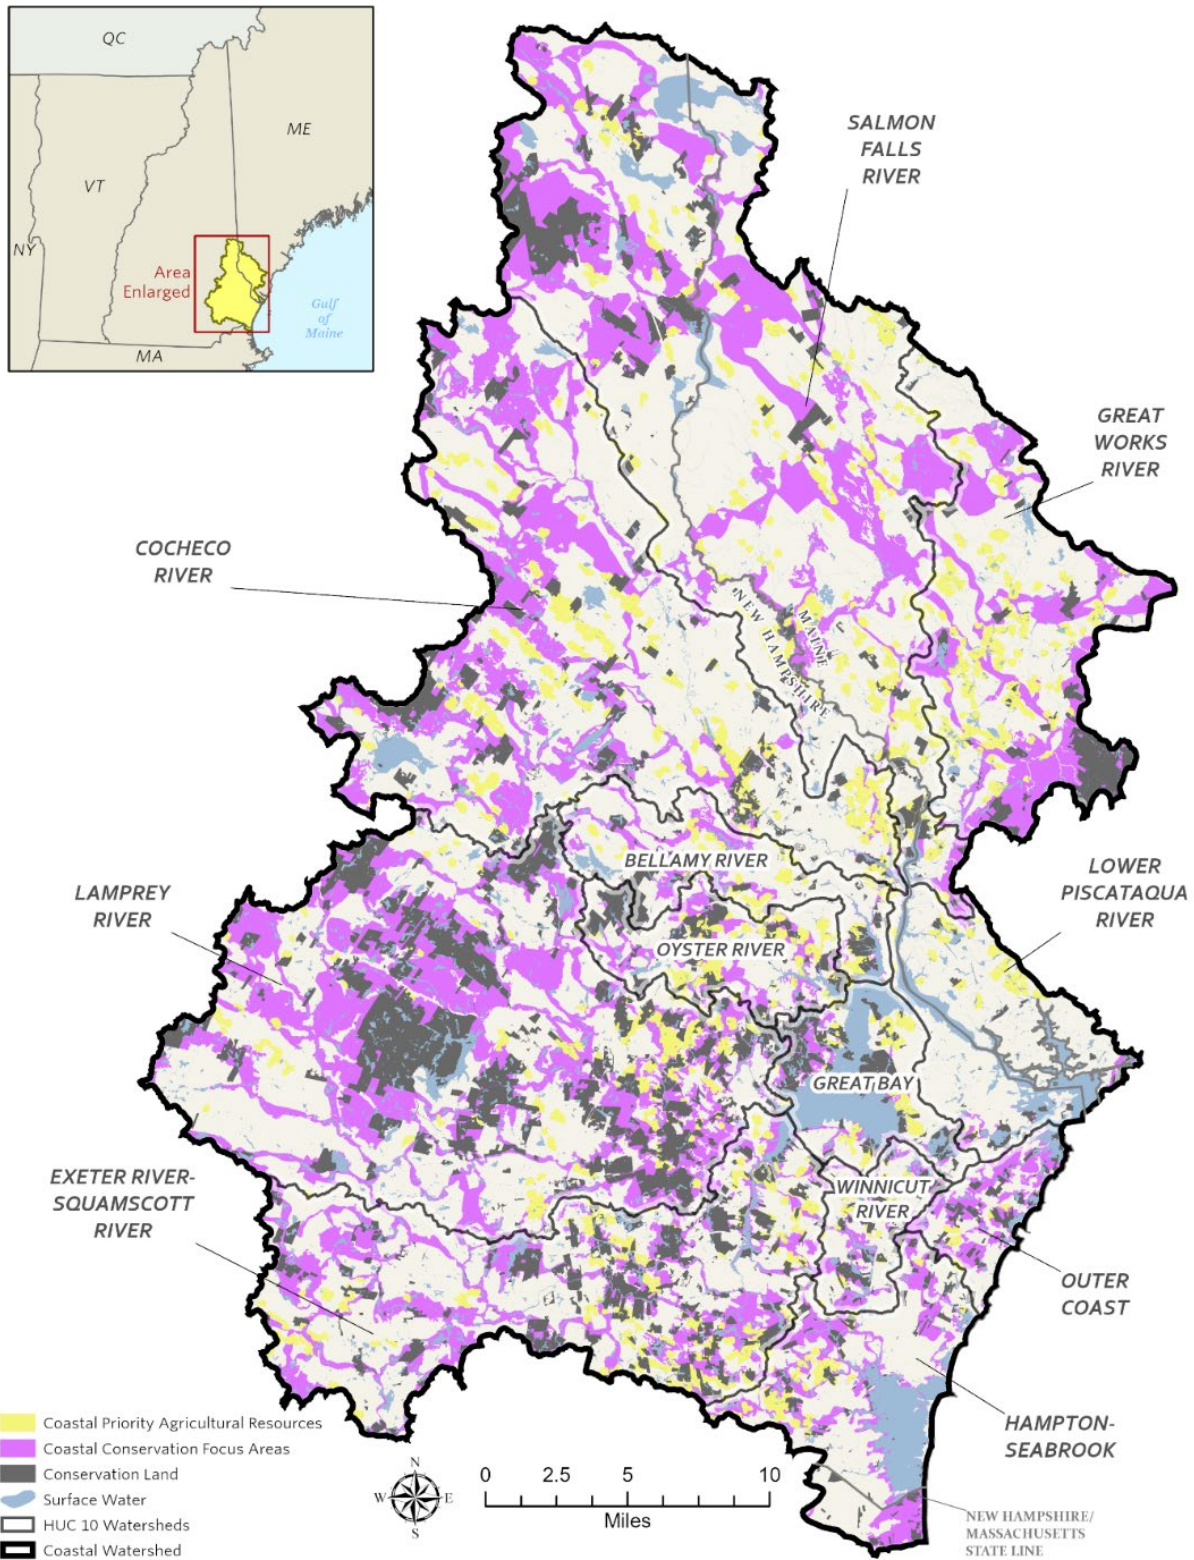 QC
ME
VT
NY
Area
Enlarged
Gulf
of
Maine
MA
SALMON
FALLS
RIVER
GREAT
WORKS
RIVER
COCHECO
RIVER
NEW HAMPSHIRE
MAINE
BELLAMY RIVER
LOWER
PISCATAQUA
RIVER
LAMPREY
RIVER
OYSTER RIVER
GREAT BAY
EXETER RIVER-
SQUAMSCOTT
RIVER
WINNICUT
RIVER
OUTER
COAST
HAMPTON-
SEABROOK
Coastal Priority Agricultural Resources
Coastal Conservation Focus Areas
Conservation Land
Surface Water
HUC 10 Watersheds
Coastal Watershed
N
W E
S
0 2.5 5 10
Miles
NEW HAMPSHIRE/
MASSACHUSETTS
STATE LINE